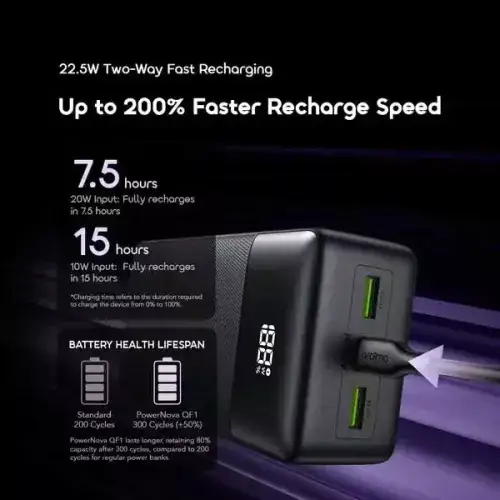 22.5W Two-Way Fast Recharging
Up to 200% Faster Recharge Speed
7.5 hours
20W Input: Fully recharges
in 7.5 hours
15 hours
10W Input: Fully recharges
in 15 hours
*Charging time refers to the duration required
to charge the device from 0% to 100%.
BATTERY HEALTH LIFESPAN
Standard
200 Cycles
PowerNova QF1
300 Cycles (+50%)
PowerNova QF1 lasts longer, retaining 80%
capacity after 300 cycles, compared to 200
cycles for regular power banks.
188
%